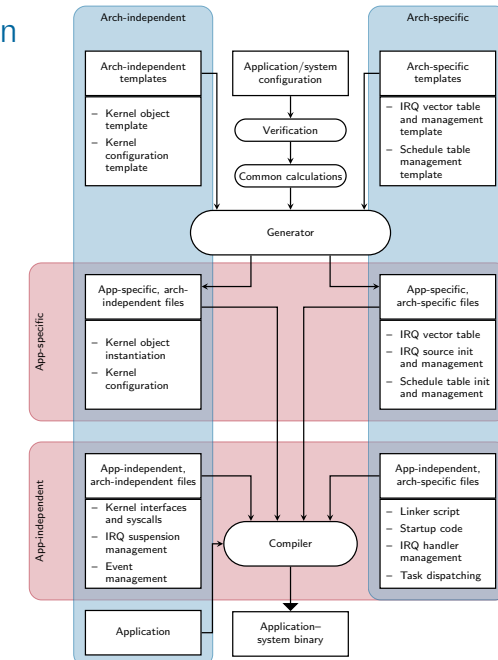 n
Arch-independent
Arch-specific
Arch-independent
templates
– Kernel object
template
– Kernel
configuration
template
Application/system
configuration
Verification
Common calculations
Arch-specific
templates
– IRQ vector table
and management
template
– Schedule table
management
template
Generator
App-specific
App-specific, arch-
independent files
– Kernel object
instantiation
– Kernel
configuration
App-specific,
arch-specific files
– IRQ vector table
– IRQ source init
and management
– Schedule table init
and management
App-independent
App-independent,
arch-independent files
– Kernel interfaces
and syscalls
– IRQ suspension
management
– Event
management
Compiler
App-independent,
arch-specific files
– Linker script
– Startup code
– IRQ handler
management
– Task dispatching
Application
Application–
system binary